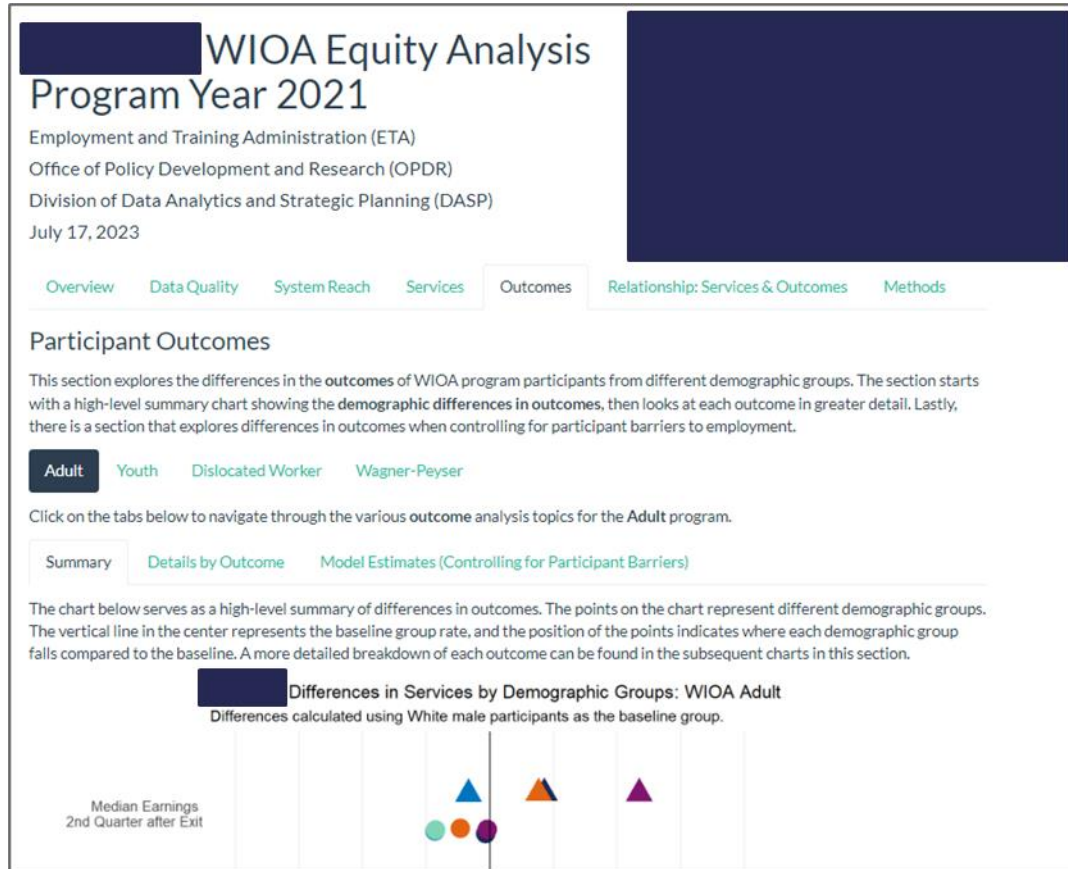 WIOA Equity Analysis
Program Year 2021
Employment and Training Administration (ETA)
Office of Policy Development and Research (OPDR)
Division of Data Analytics and Strategic Planning (DASP)
July 17, 2023
Overview Data Quality System Reach Services Outcomes Relationship: Services & Outcomes Methods
Participant Outcomes
This section explores the differences in the outcomes of WIOA program participants from different demographic groups. The section starts
with a high-level summary chart showing the demographic differences in outcomes, then looks at each outcome in greater detail. Lastly,
there is a section that explores differences in outcomes when controlling for participant barriers to employment.
Adult Youth Dislocated Worker Wagner-Peyser
Click on the tabs below to navigate through the various outcome analysis topics for the Adult program.
Summary Details by Outcome Model Estimates (Controlling for Participant Barriers)
The chart below serves as a high-level summary of differences in outcomes. The points on the chart represent different demographic groups.
The vertical line in the center represents the baseline group rate, and the position of the points indicates where each demographic group
falls compared to the baseline. A more detailed breakdown of each outcome can be found in the subsequent charts in this section.
Differences in Services by Demographic Groups: WIOA Adult
Differences calculated using White male participants as the baseline group.
Median Earnings
2nd Quarter after Exit